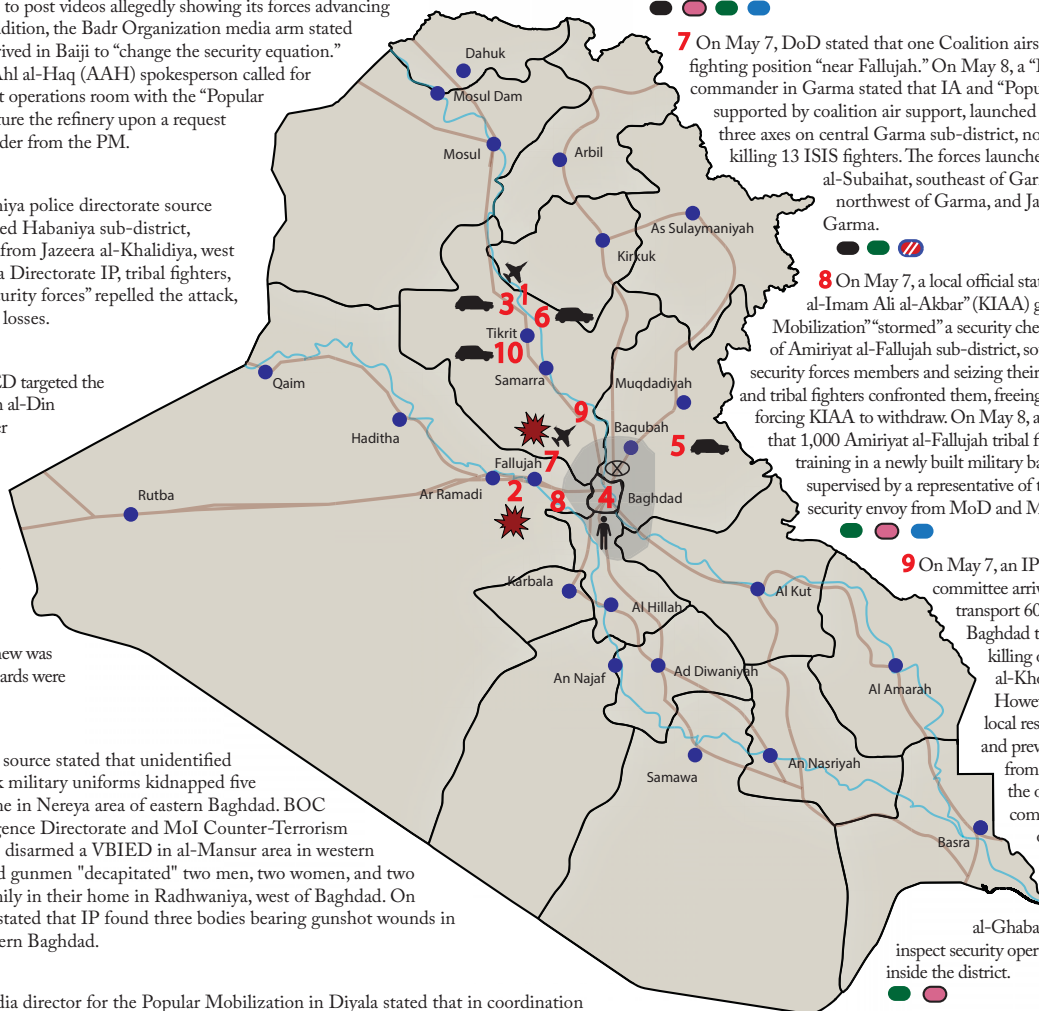 to post videos allegedly showing its forces advancing
dition, the Badr Organization media arm stated
rived in Baiji to “change the security equation.”
Ahl al-Haq (AAH) spokesperson called for
t operations room with the “Popular
ture the refinery upon a request
der from the PM.
niya police directorate source
ed Habaniya sub-district,
from Jazeera al-Khalidiya, west
a Directorate IP, tribal fighters,
urity forces” repelled the attack,
losses.
ED targeted the
n al-Din
er
hew was
ards were
source stated that unidentified
k military uniforms kidnapped five
ne in Nereya area of eastern Baghdad. BOC
gence Directorate and MoI Counter-Terrorism
disarmed a VBIED in al-Mansur area in western
d gunmen "decapitated" two men, two women, and two
mily in their home in Radhwaniya, west of Baghdad. On
stated that IP found three bodies bearing gunshot wounds in
ern Baghdad.
dia director for the Popular Mobilization in Diyala stated that in coordination
Dahuk
Mosul Dam
Mosul
Arbil
As Sulaymaniyah
Kirkuk
3
1
6
Tikrit
10
Samarra
Qaim
Muqdadiyah
9
Haditha
Baqubah
5
7
Fallujah
Rutba
Ar Ramadi
2
8
4
Baghdad
Karbala
Al Kut
Al Hillah
An Najaf
Ad Diwaniyah
Al Amarah
Samawa
An Nasriyah
Basra
7 On May 7, DoD stated that one Coalition airs
fighting position “near Fallujah.” On May 8, a
commander in Garma stated that IA and “Popu
supported by coalition air support, launched
three axes on central Garma sub-district, no
killing 13 ISIS fighters. The forces launche
al-Subaihat, southeast of Gar
northwest of Garma, and Ja
Garma.
8 On May 7, a local official stat
al-Imam Ali al-Akbar” (KIAA) g
Mobilization” “stormed” a security che
of Amiriyat al-Fallujah sub-district, so
security forces members and seizing their
and tribal fighters confronted them, freeing
forcing KIAA to withdraw. On May 8, a
that 1,000 Amiriyat al-Fallujah tribal f
training in a newly built military ba
supervised by a representative of t
security envoy from MoD and M
9 On May 7, an IP
committee arriv
transport 60
Baghdad t
killing o
al-Kho
Howev
local res
and prev
from
the o
com
al-Ghaba
inspect security oper
inside the district.